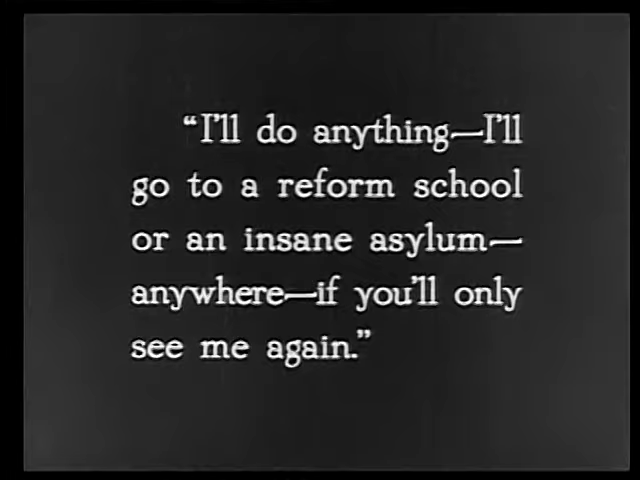 “I’ll do anything—I’ll
go to a reform school
or an insane asylum—
anywhere—if you’ll only
see me again.”